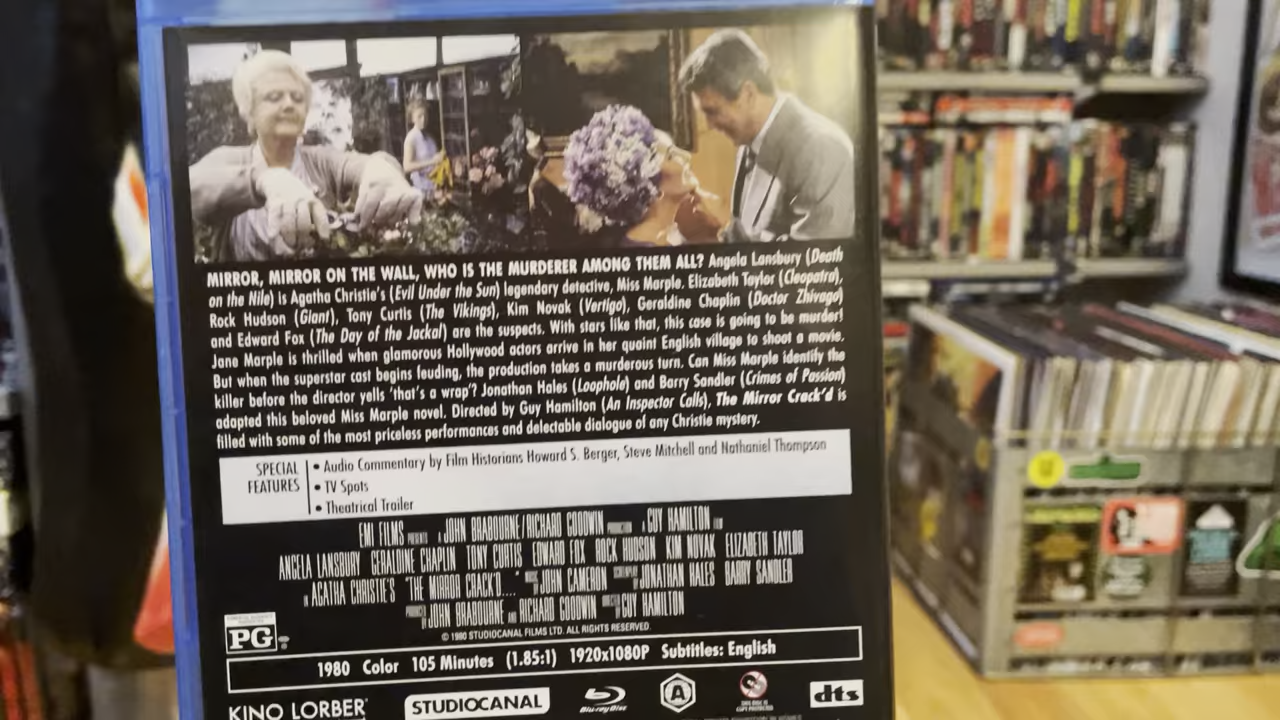 MIRROR, MIRROR ON THE WALL, WHO IS THE MURDERER AMONG THEM ALL? Angela Lansbury (Death
on the Nile) is Agatha Christie's (Evil Under the Sun) legendary detective, Miss Marple. Elizabeth Taylor (Cleopatra),
Rock Hudson (Giant), Tony Curtis (The Vikings), Kim Novak (Vertigo), Geraldine Chaplin (Doctor Zhivago)
and Edward Fox (The Day of the Jackal) are the suspects. With stars like that, this case is going to be murder!
Jane Marple is thrilled when glamorous Hollywood actors arrive in her quaint English village to shoot a movie.
But when the superstar cast begins feuding, the production takes a murderous turn. Can Miss Marple identify the
killer before the director yells 'that's a wrap'? Jonathan Hales (Loophole) and Barry Sandler (Crimes of Passion)
adapted this beloved Miss Marple novel. Directed by Guy Hamilton (An Inspector Calls), The Mirror Crack'd is
filled with some of the most priceless performances and delectable dialogue of any Christie mystery.
SPECIAL
FEATURES
• Audio Commentary by Film Historians Howard S. Berger, Steve Mitchell and Nathaniel Thompson
• TV Spots
• Theatrical Trailer
EMI FILMS A JOHN BRABOURNE/RICHARD GOODWIN A GUY HAMILTON
ANGELA LANSBURY GERALDINE CHAPLIN TONY CURTIS EDWARD FOX ROCK HUDSON KIM NOVAK ELIZABETH TAYLOR
IN AGATHA CHRISTIE'S "THE MIRROR CRACK'D...." JOHN CAMERON JONATHAN HALES BARRY SANDLER
JOHN BRABOURNE AND RICHARD GOODWIN GUY HAMILTON
© 1980 STUDIOCANAL FILMS LTD. ALL RIGHTS RESERVED.
PG
1980 Color 105 Minutes (1.85:1) 1920x1080P Subtitles: English
KINO LORBER STUDIOCANAL Blu-ray Disc A dts